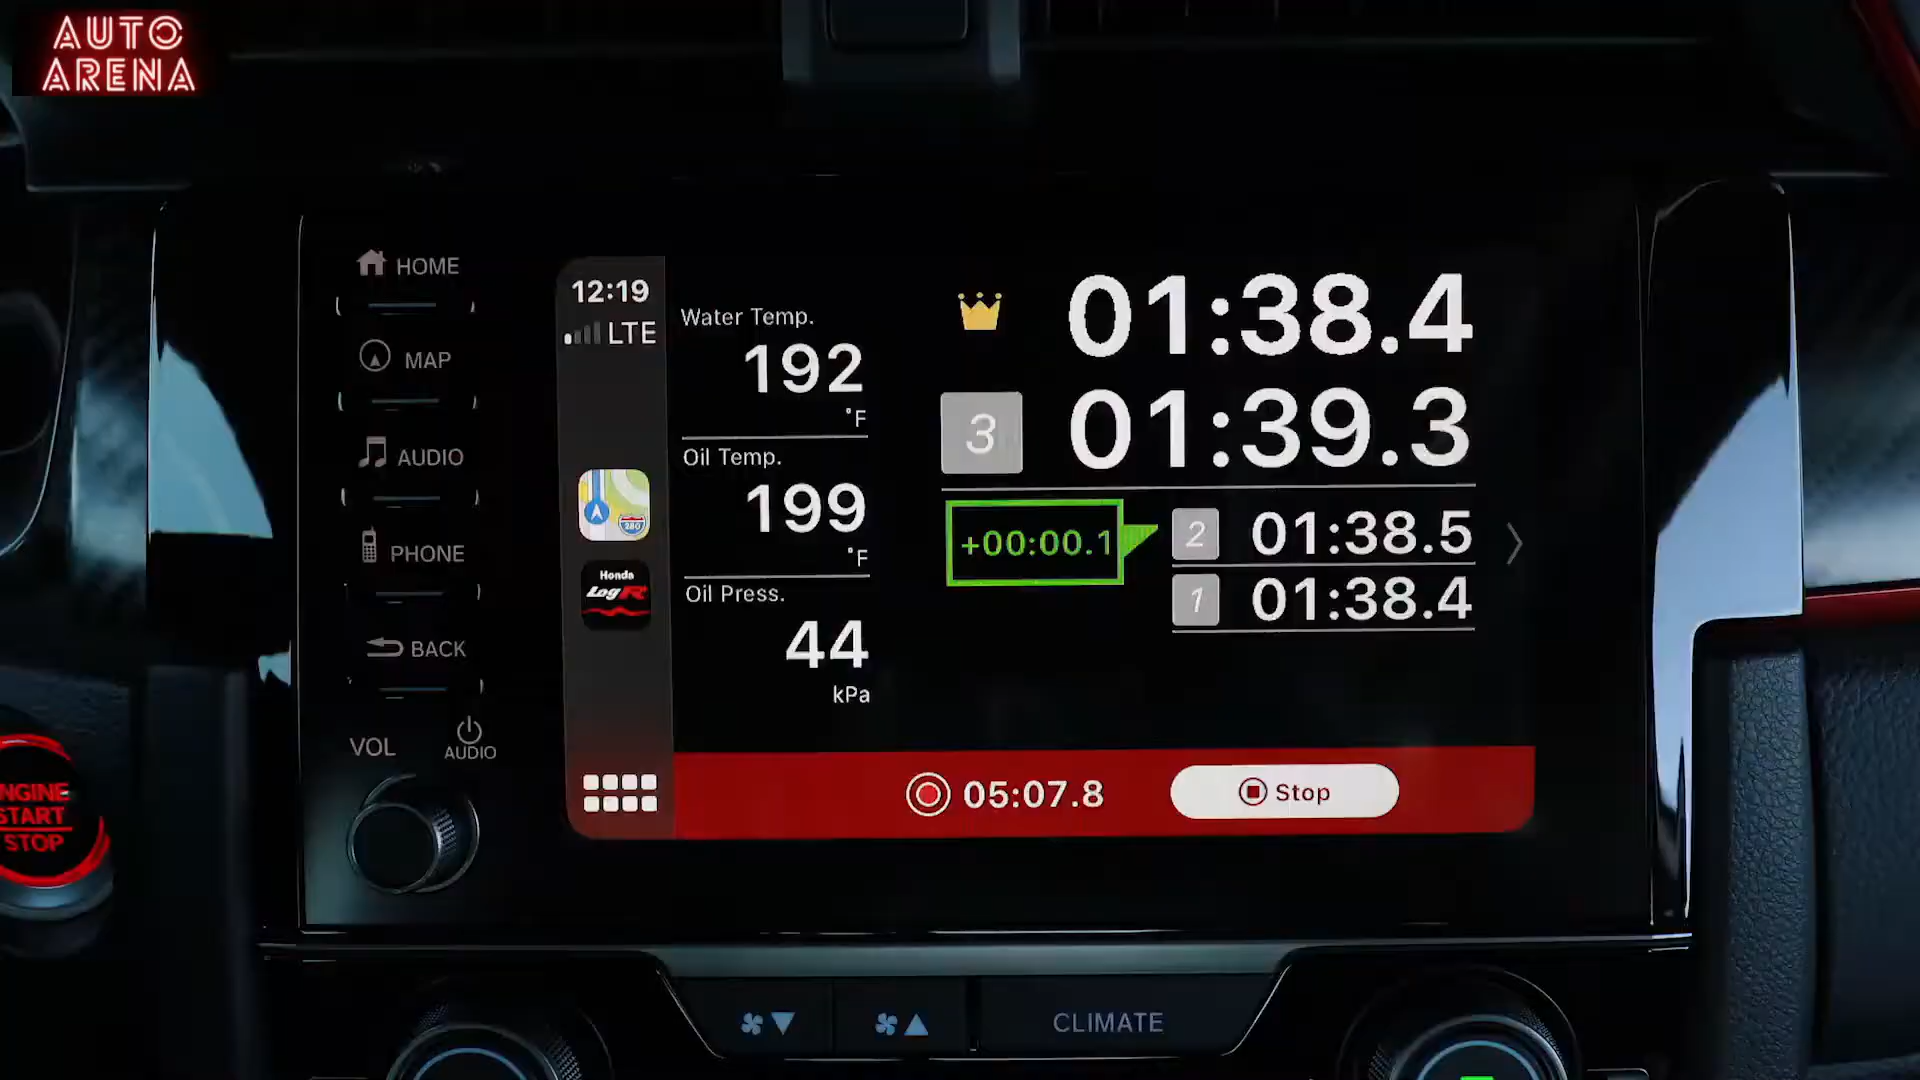 AUTO
ARENA
HOME
MAP
AUDIO
PHONE
BACK
VOL
AUDIO
ENGINE
START
STOP
12:19
LTE
280
Honda
LogR
Water Temp.
192
°F
Oil Temp.
199
°F
Oil Press.
44
kPa
01:38.4
3 01:39.3
+00:00.1
2 01:38.5
1 01:38.4
05:07.8
Stop
CLIMATE